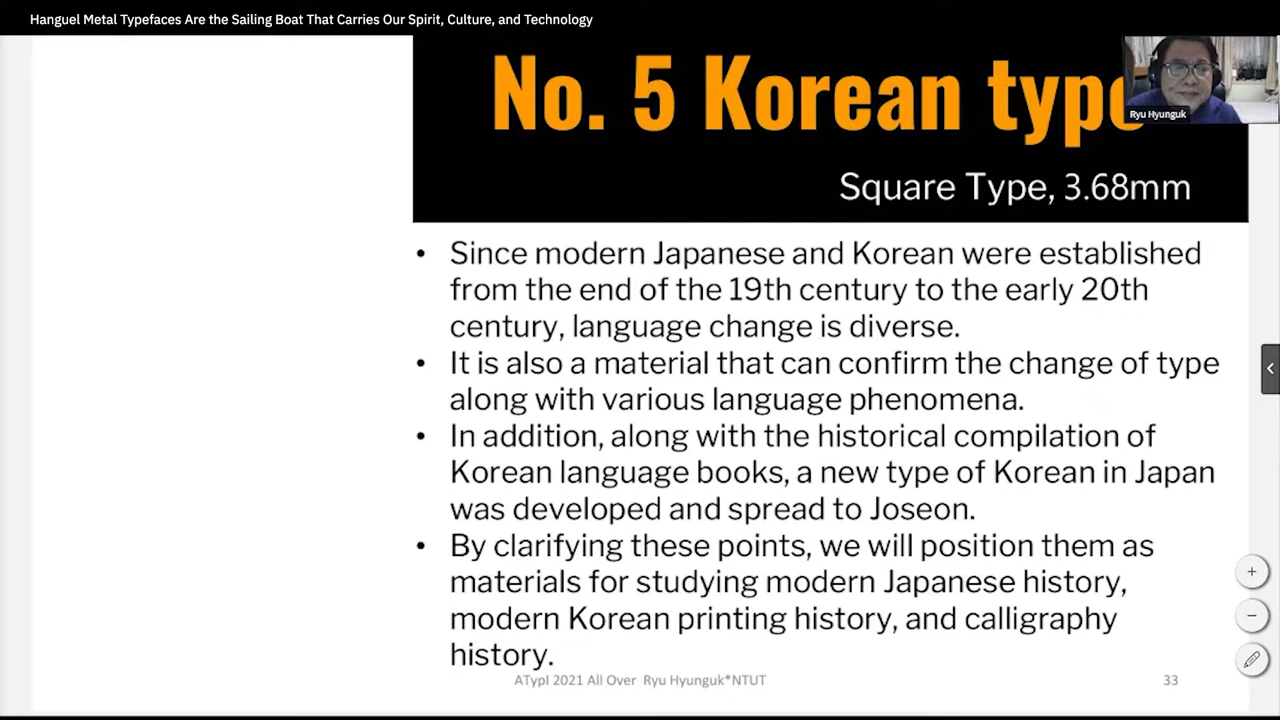 Hanguel Metal Typefaces Are the Sailing Boat That Carries Our Spirit, Culture, and Technology
No. 5 Korean type
Ryu Hyunguk
Square Type, 3.68mm
• Since modern Japanese and Korean were established
from the end of the 19th century to the early 20th
century, language change is diverse.
• It is also a material that can confirm the change of type
along with various language phenomena.
• In addition, along with the historical compilation of
Korean language books, a new type of Korean in Japan
was developed and spread to Joseon.
• By clarifying these points, we will position them as
materials for studying modern Japanese history,
modern Korean printing history, and calligraphy
history.
ATypI 2021 All Over Ryu Hyunguk*NTUT
33